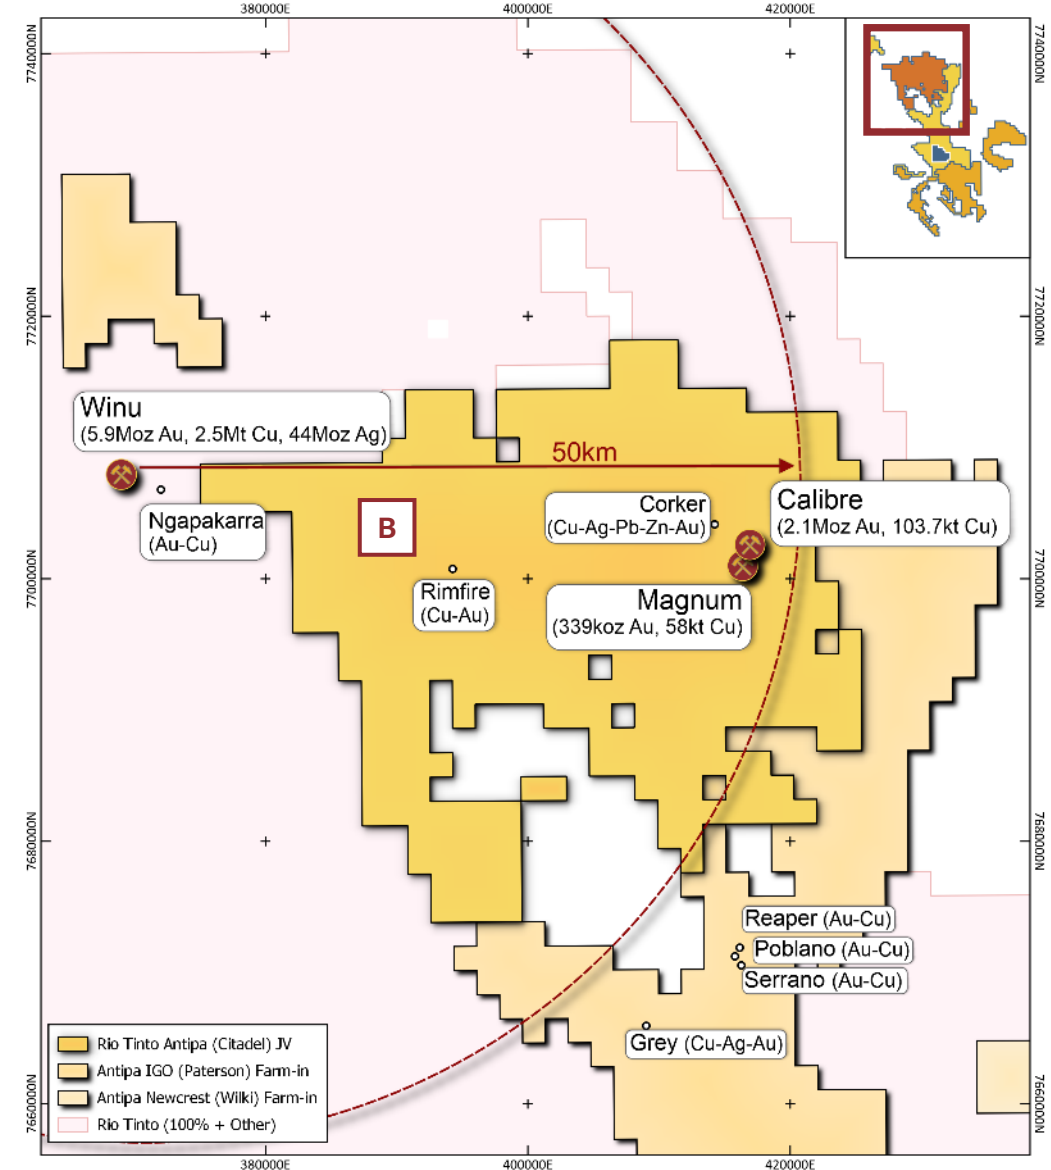 380000E
400000E
420000E
7740000N
7740000N
7720000N
7720000N
Winu
(5.9Moz Au, 2.5Mt Cu, 44Moz Ag)
50km
Ngapakarra
(Au-Cu)
B
Corker
(Cu-Ag-Pb-Zn-Au)
Calibre
(2.1Moz Au, 103.7kt Cu)
7700000N
7700000N
Rimfire
(Cu-Au)
Magnum
(339koz Au, 58kt Cu)
7680000N
7680000N
Reaper (Au-Cu)
Poblano (Au-Cu)
Serrano (Au-Cu)
Grey (Cu-Ag-Au)
Rio Tinto Antipa (Citadel) JV
Antipa IGO (Paterson) Farm-in
Antipa Newcrest (Wilki) Farm-in
Rio Tinto (100% + Other)
7660000N
7660000N
380000E
400000E
420000E